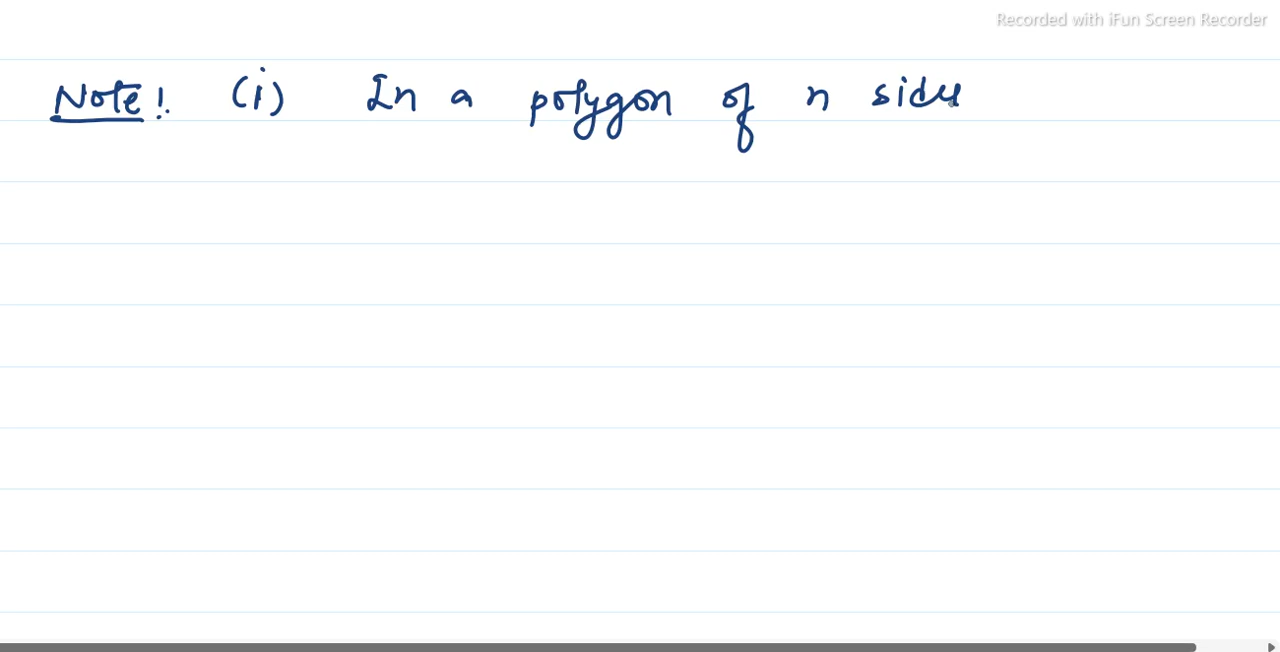 Recorded with iFun Screen Recorder
Note! (i) In a polygon of n sides